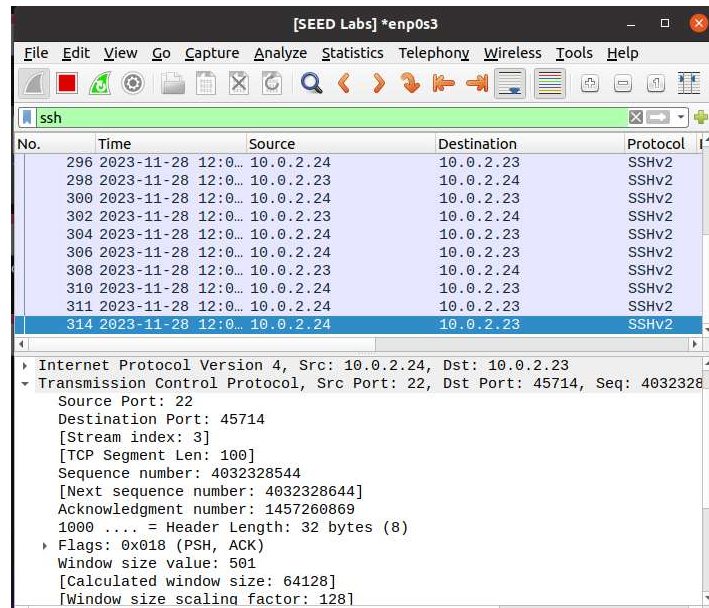 [SEED Labs] *enp0s3
File Edit View Go Capture Analyze Statistics Telephony Wireless Tools Help
ssh
No. Time Source Destination Protocol
296 2023-11-28 12:0… 10.0.2.24 10.0.2.23 SSHv2
298 2023-11-28 12:0… 10.0.2.23 10.0.2.24 SSHv2
300 2023-11-28 12:0… 10.0.2.24 10.0.2.23 SSHv2
302 2023-11-28 12:0… 10.0.2.23 10.0.2.24 SSHv2
304 2023-11-28 12:0… 10.0.2.24 10.0.2.23 SSHv2
306 2023-11-28 12:0… 10.0.2.24 10.0.2.23 SSHv2
308 2023-11-28 12:0… 10.0.2.23 10.0.2.24 SSHv2
310 2023-11-28 12:0… 10.0.2.24 10.0.2.23 SSHv2
311 2023-11-28 12:0… 10.0.2.24 10.0.2.23 SSHv2
314 2023-11-28 12:0… 10.0.2.24 10.0.2.23 SSHv2
Internet Protocol Version 4, Src: 10.0.2.24, Dst: 10.0.2.23
Transmission Control Protocol, Src Port: 22, Dst Port: 45714, Seq: 4032328
Source Port: 22
Destination Port: 45714
[Stream index: 3]
[TCP Segment Len: 100]
Sequence number: 4032328544
[Next sequence number: 4032328644]
Acknowledgment number: 1457260869
1000 .... = Header Length: 32 bytes (8)
Flags: 0x018 (PSH, ACK)
Window size value: 501
[Calculated window size: 64128]
[Window size scaling factor: 128]